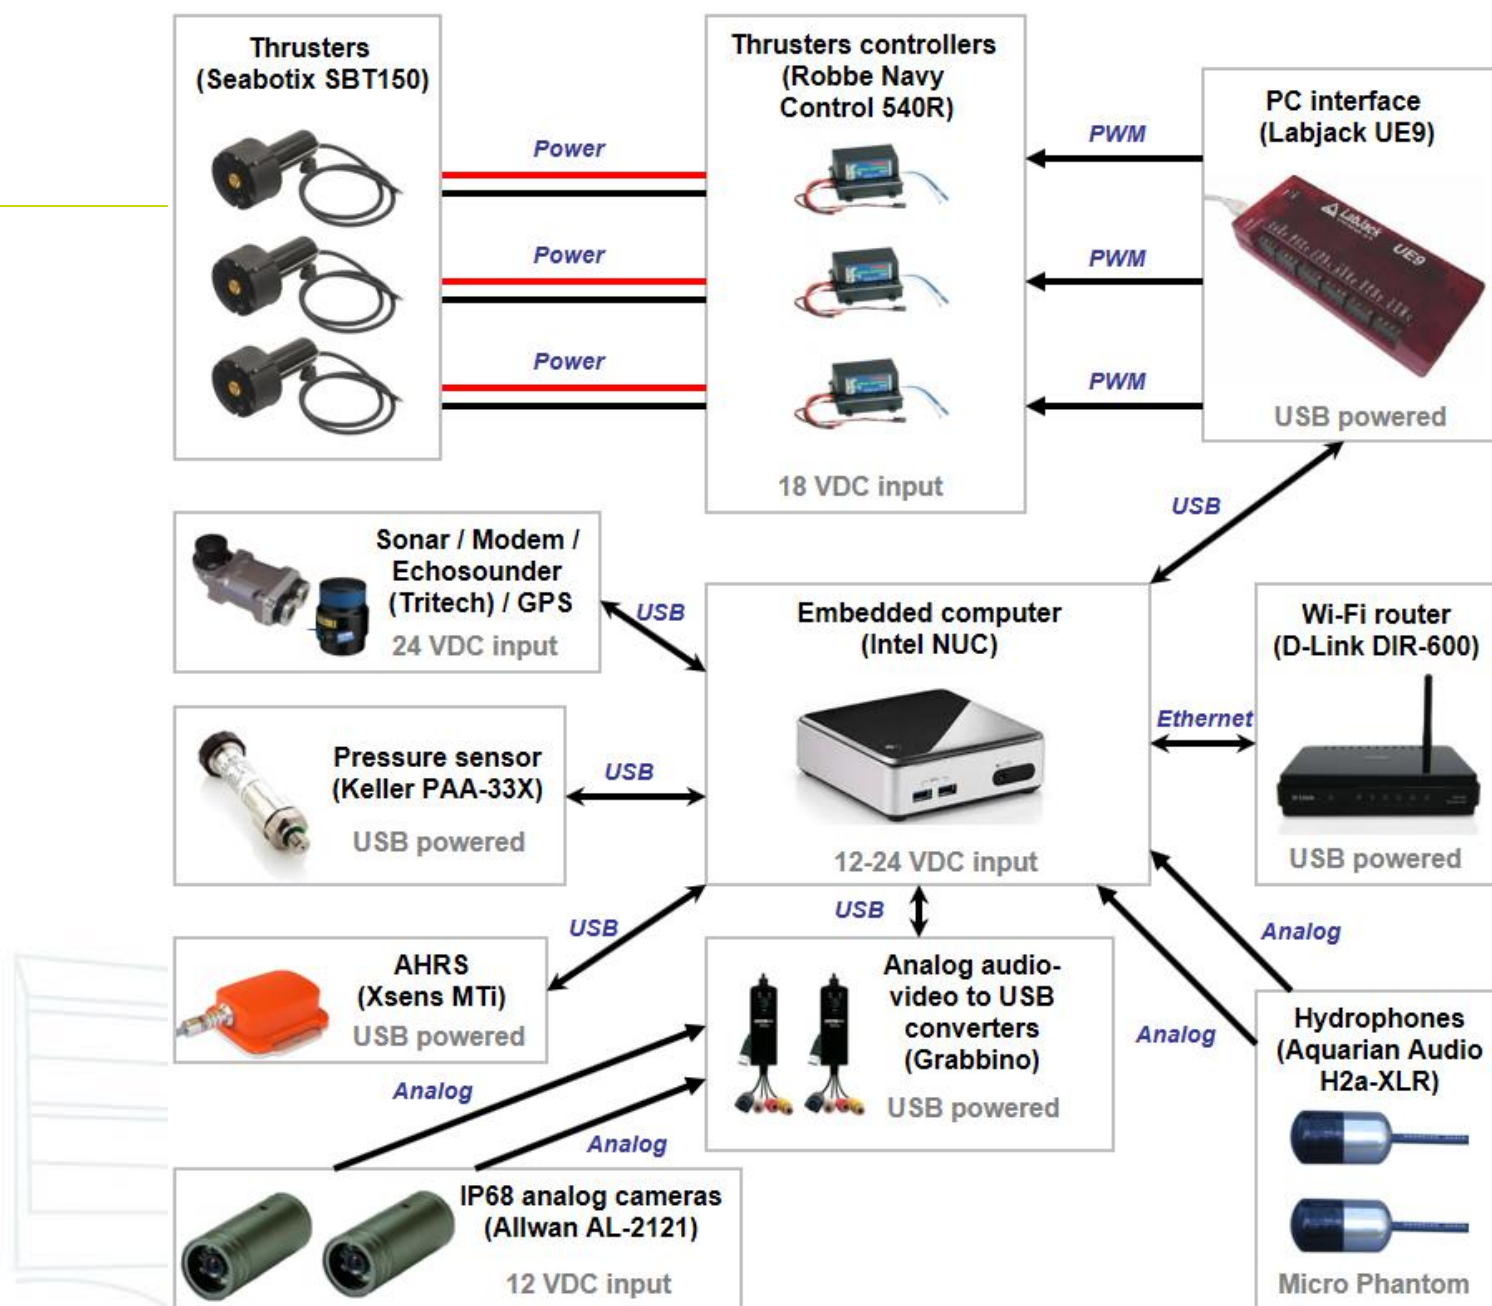 Thrusters
(Seabotix SBT150)
Power
Power
Power
Thrusters controllers
(Robbe Navy
Control 540R)
18 VDC input
PWM
PWM
PWM
PC interface
(Labjack UE9)
LabJack
UE9
USB powered
USB
Sonar / Modem /
Echosounder
(Tritech) / GPS
24 VDC input
USB
Embedded computer
(Intel NUC)
12-24 VDC input
Ethernet
Wi-Fi router
(D-Link DIR-600)
D-Link
USB powered
Pressure sensor
(Keller PAA-33X)
USB powered
USB
AHRS
(Xsens MTi)
USB powered
USB
USB
Analog audio-
video to USB
converters
(Grabbino)
USB powered
Analog
Analog
Analog
Analog
Hydrophones
(Aquarian Audio
H2a-XLR)
Micro Phantom
IP68 analog cameras
(Allwan AL-2121)
12 VDC input